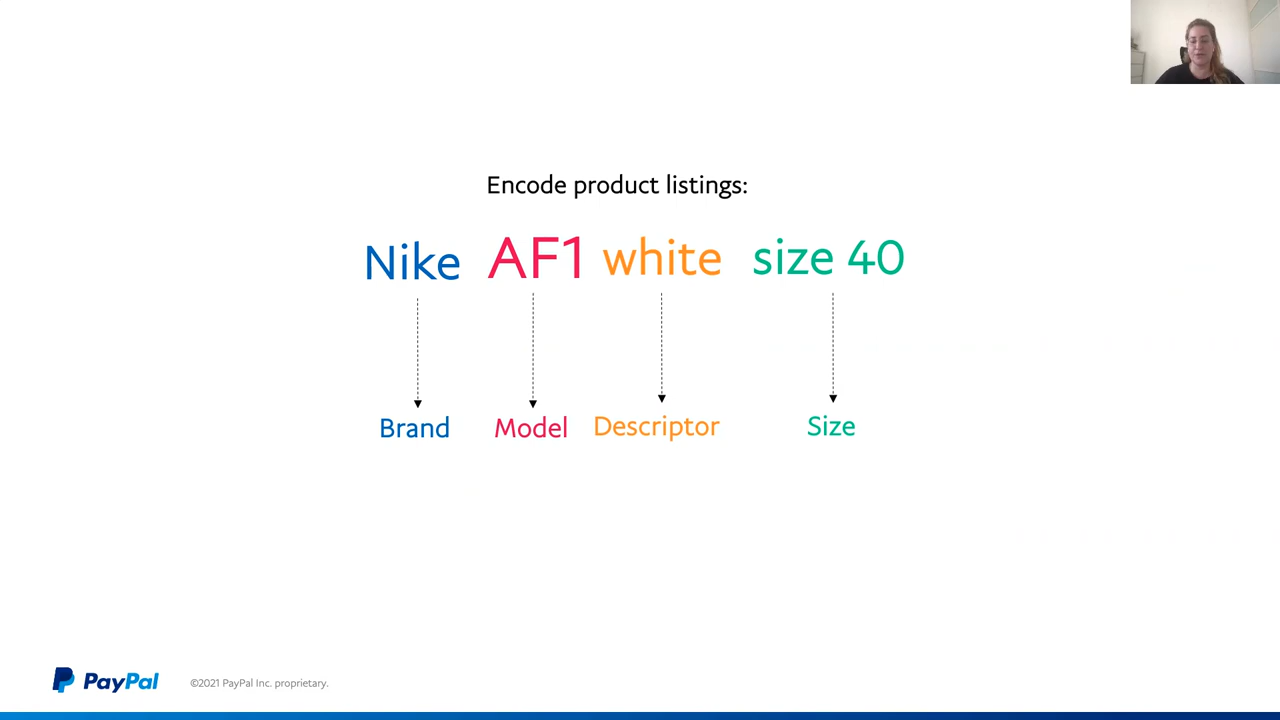 Encode product listings:
Nike AF1 white size 40
Brand Model Descriptor Size
PayPal ©2021 PayPal Inc. proprietary.